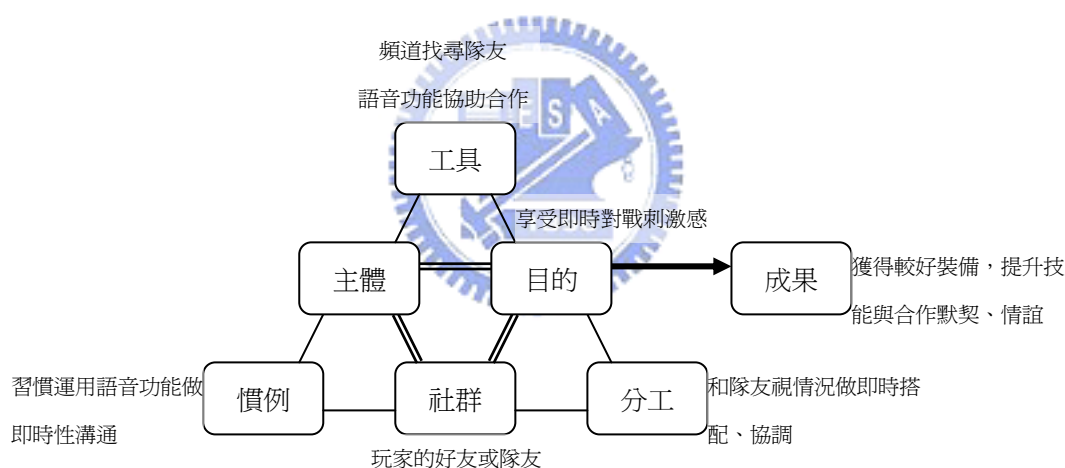 頻道找尋隊友
語音功能協助合作
ESA
工具
享受即時對戰刺激感
主體
目的
成果
獲得較好裝備，提升技
能與合作默契、情誼
習慣運用語音功能做
即時性溝通
慣例
社群
分工
和隊友視情況做即時搭
配、協調
玩家的好友或隊友